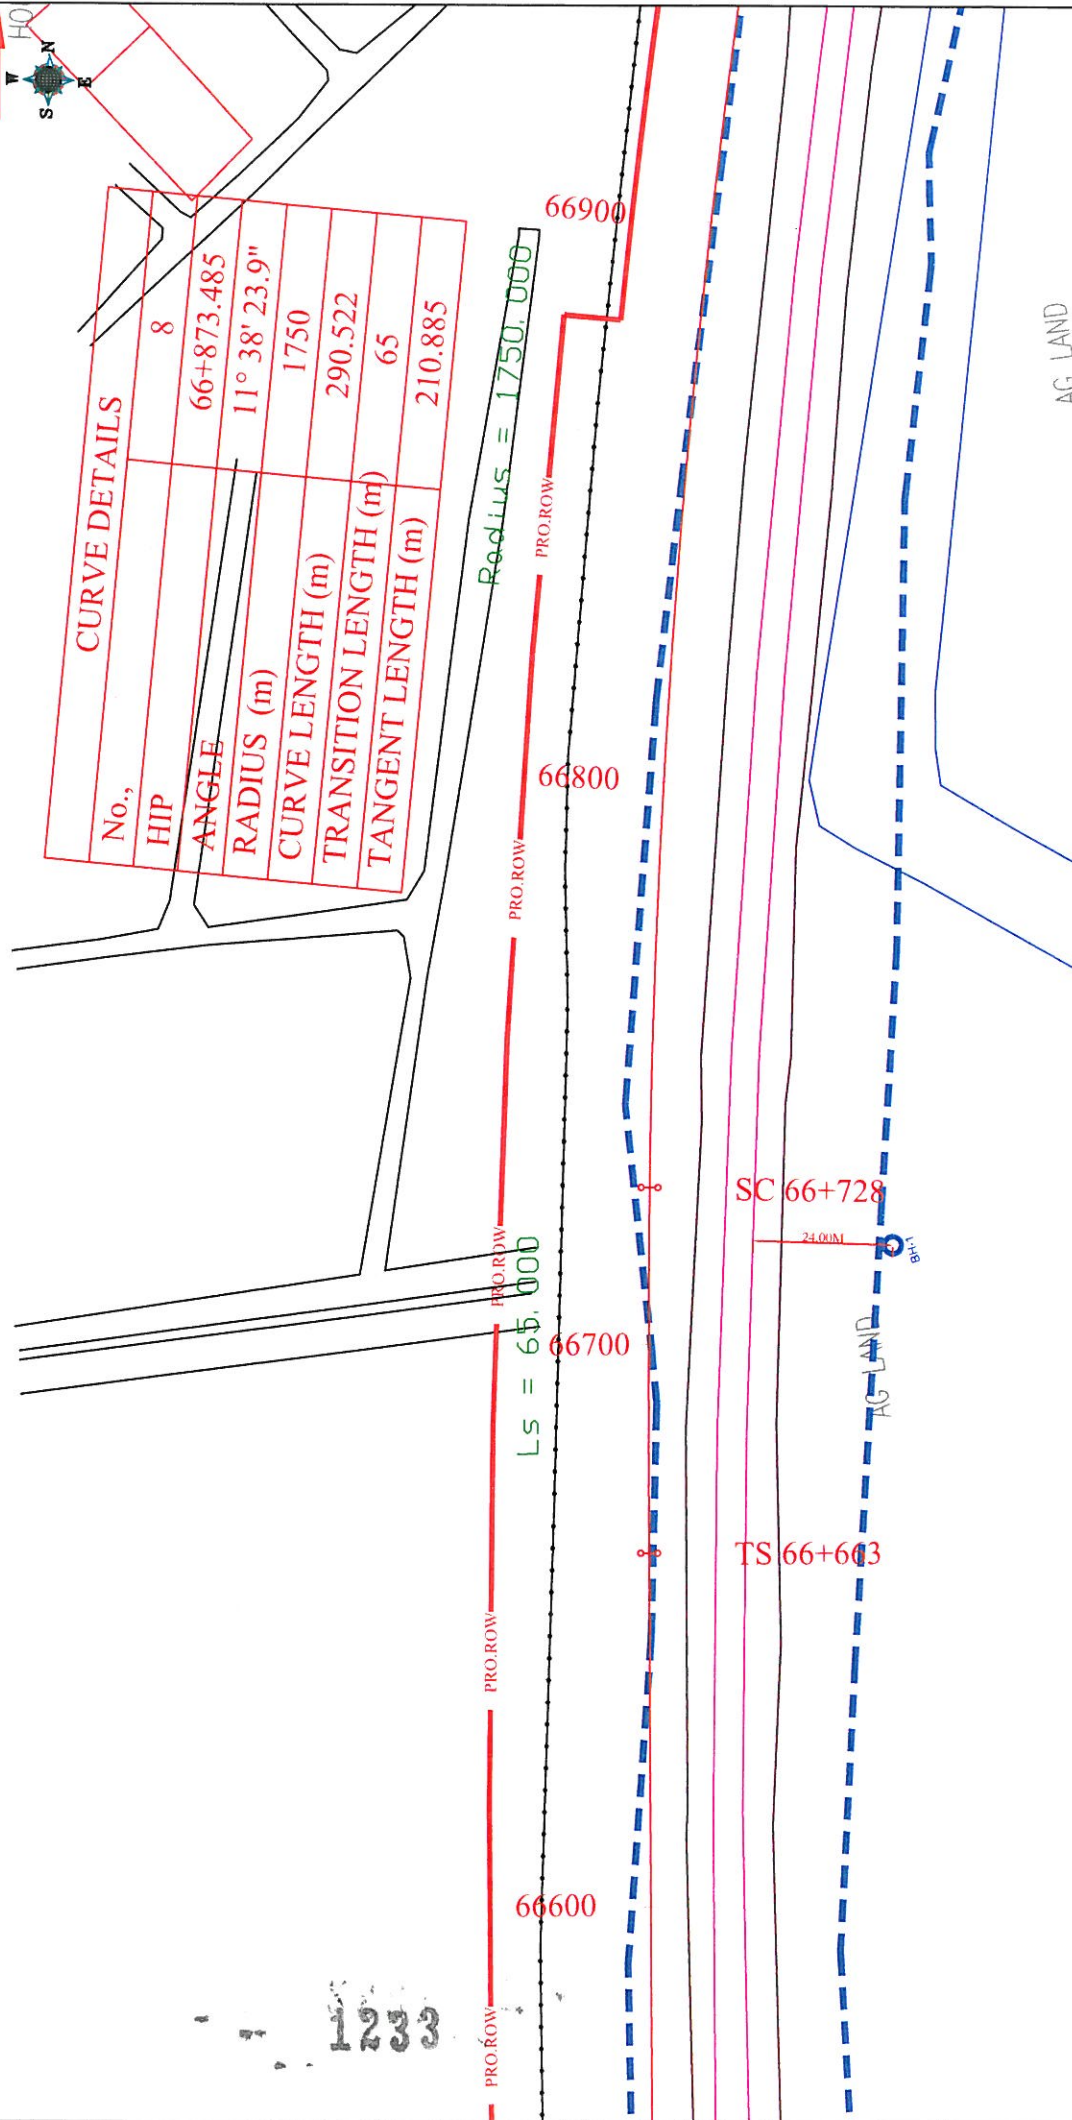 HO
W
N
S
E
CURVE DETAILS
No., 8
HIP 66+873.485
ANGLE 11° 38' 23.9"
RADIUS (m) 1750
CURVE LENGTH (m) 290.522
TRANSITION LENGTH (m) 65
TANGENT LENGTH (m) 210.885
Radius = 1750.000
66900
PRO.ROW
66800
PRO.ROW
AG LAND
SC 66+728
24.00M
BH-1
PRO.ROW
Ls = 65.000
66700
AG LAND
TS 66+663
PRO.ROW
66600
PRO.ROW
1233